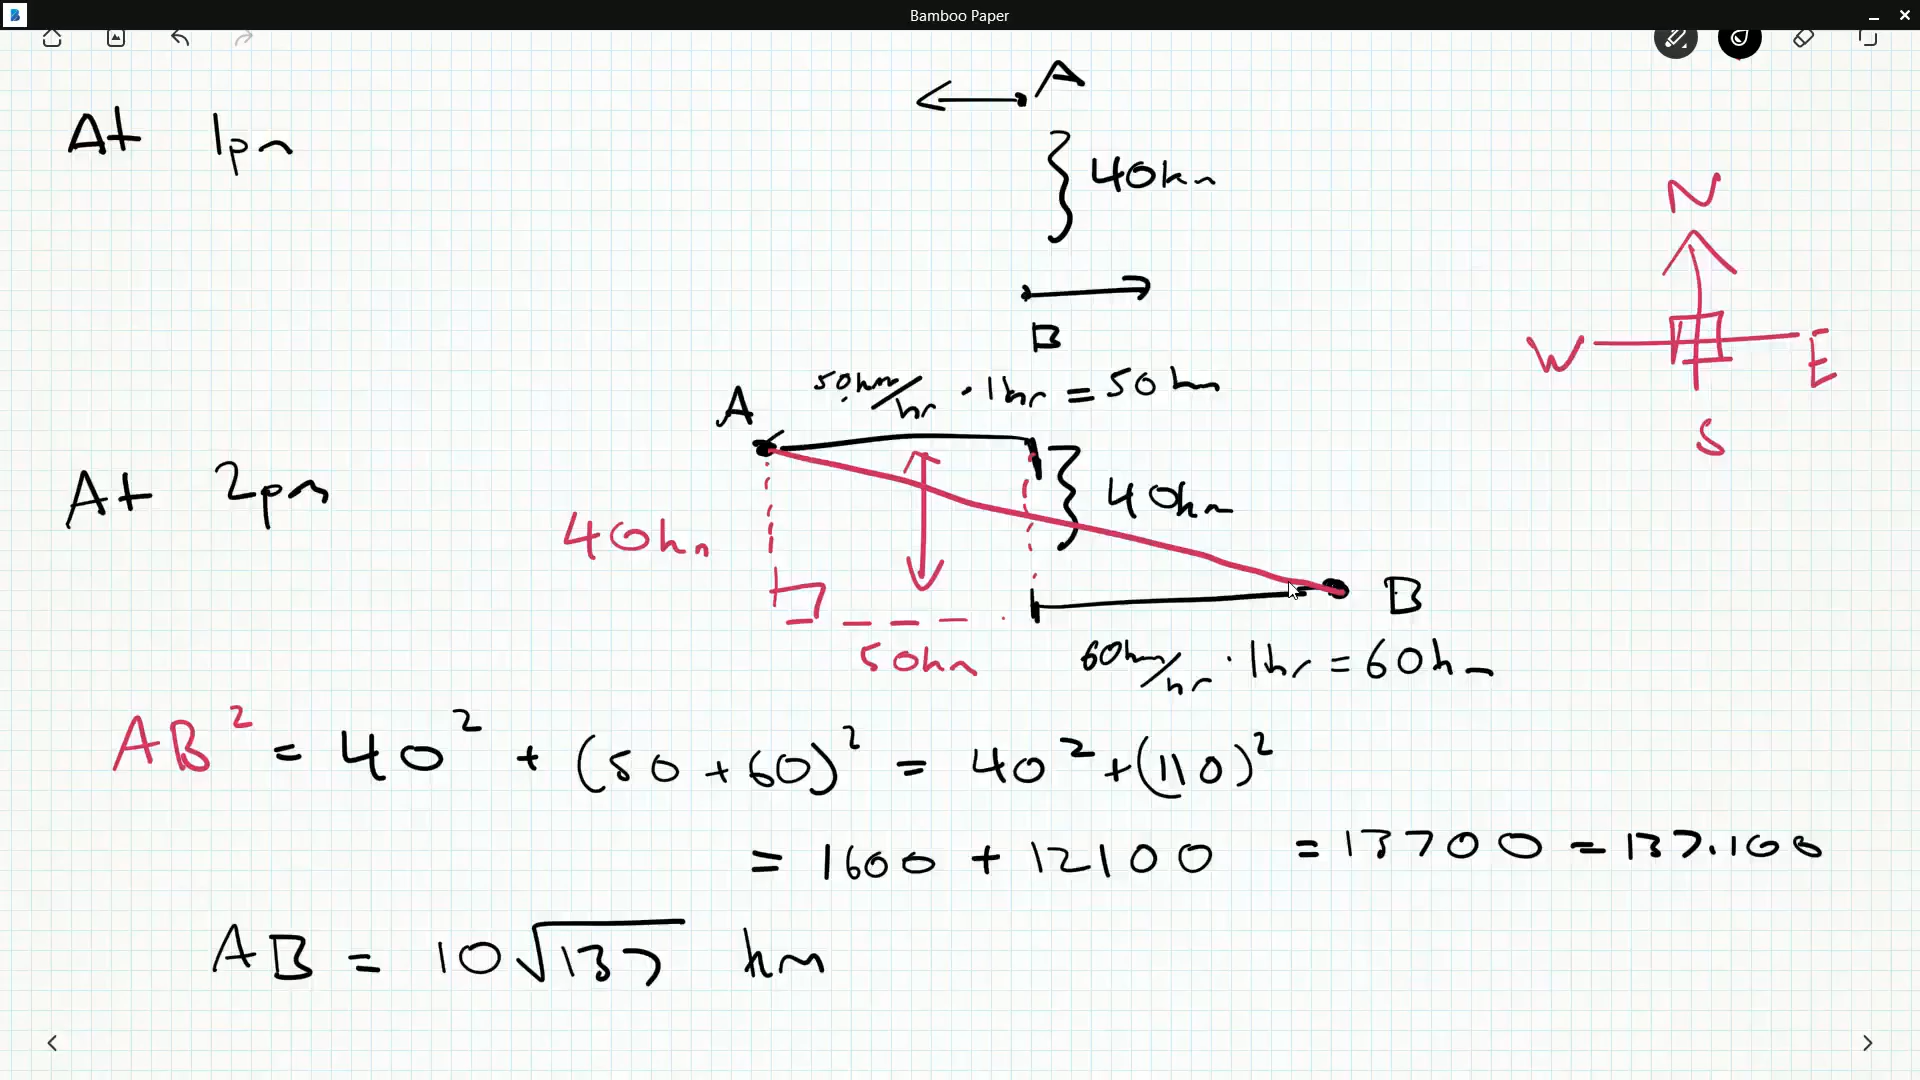 Bamboo Paper
A
At 1pm
40km
N
B
W E
50km/hr · 1hr = 50km
A
S
At 2pm
40km
40km
B
50km
60km/hr · 1hr = 60km
AB² = 40² + (50 + 60)² = 40² + (110)²
= 1600 + 12100 = 13700 = 137.100
AB = 10√137 km